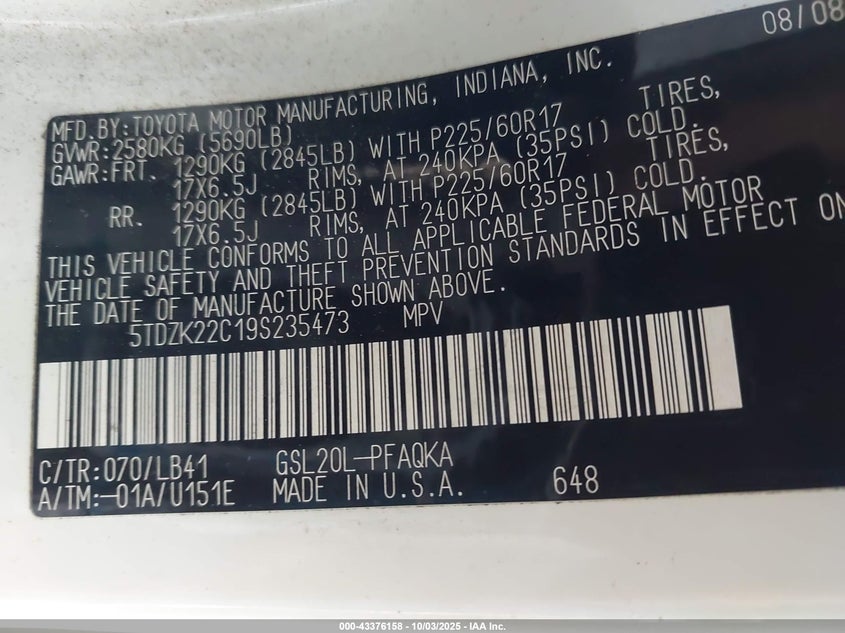 08/08
MFD.BY:TOYOTA MOTOR MANUFACTURING, INDIANA, INC.
GVWR:2580KG (5690LB)
GAWR:FRT. 1290KG (2845LB) WITH P225/60R17 TIRES,
17X6.5J RIMS, AT 240KPA (35PSI) COLD.
RR. 1290KG (2845LB) WITH P225/60R17 TIRES,
17X6.5J RIMS, AT 240KPA (35PSI) COLD.
THIS VEHICLE CONFORMS TO ALL APPLICABLE FEDERAL MOTOR
VEHICLE SAFETY AND THEFT PREVENTION STANDARDS IN EFFECT ON
THE DATE OF MANUFACTURE SHOWN ABOVE.
5TDZK22C19S235473 MPV
C/TR:070/LB41 GSL20L-PFAQKA
A/TM:-01A/U151E MADE IN U.S.A. 648
000-43376158 - 10/03/2025 - IAA Inc.